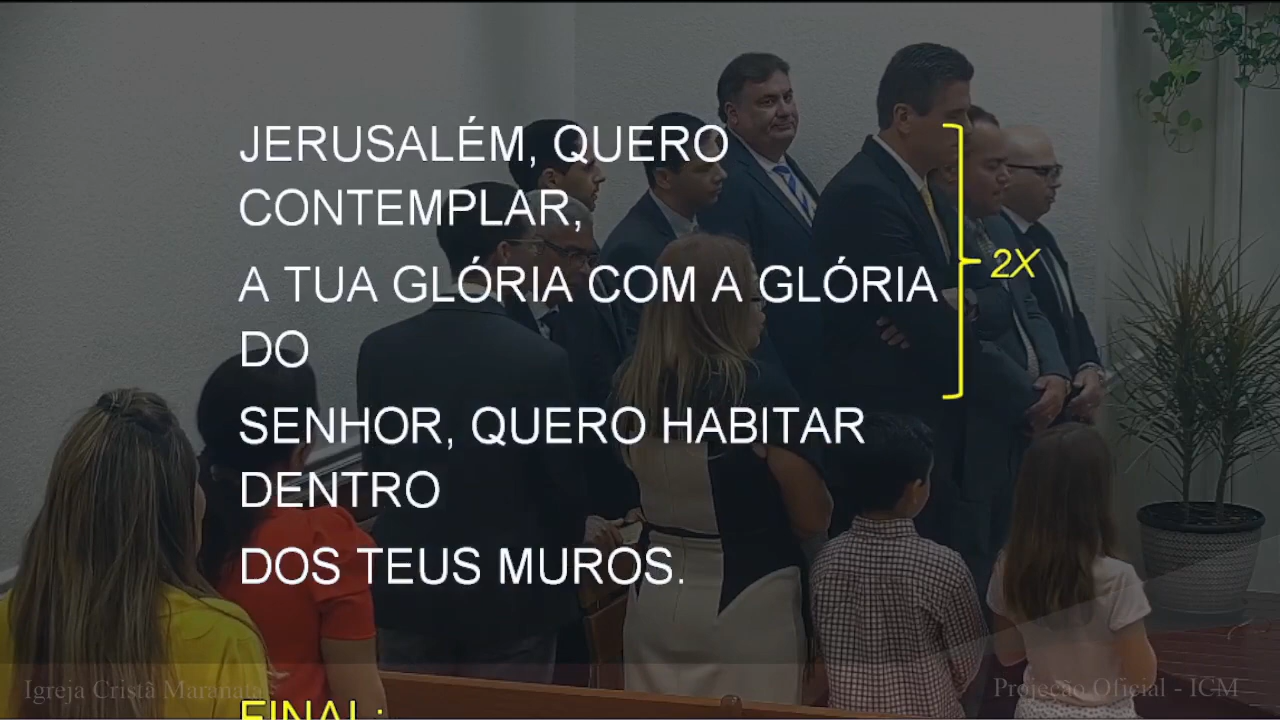 JERUSALÉM, QUERO
CONTEMPLAR,
A TUA GLÓRIA COM A GLÓRIA
DO
SENHOR, QUERO HABITAR
DENTRO
DOS TEUS MUROS.
2X
Igreja Cristã Maranata
Projeção Oficial - ICM
FINAL: